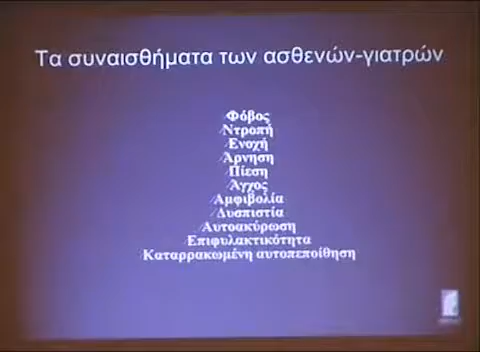 Τα συναισθήματα των ασθενών-γιατρών
Φόβος
Ντροπή
Ενοχή
Άρνηση
Πίεση
Άγχος
Αμφιβολία
Δυσπιστία
Αυτοακύρωση
Επιφυλακτικότητα
Καταρρακωμένη αυτοπεποίθηση